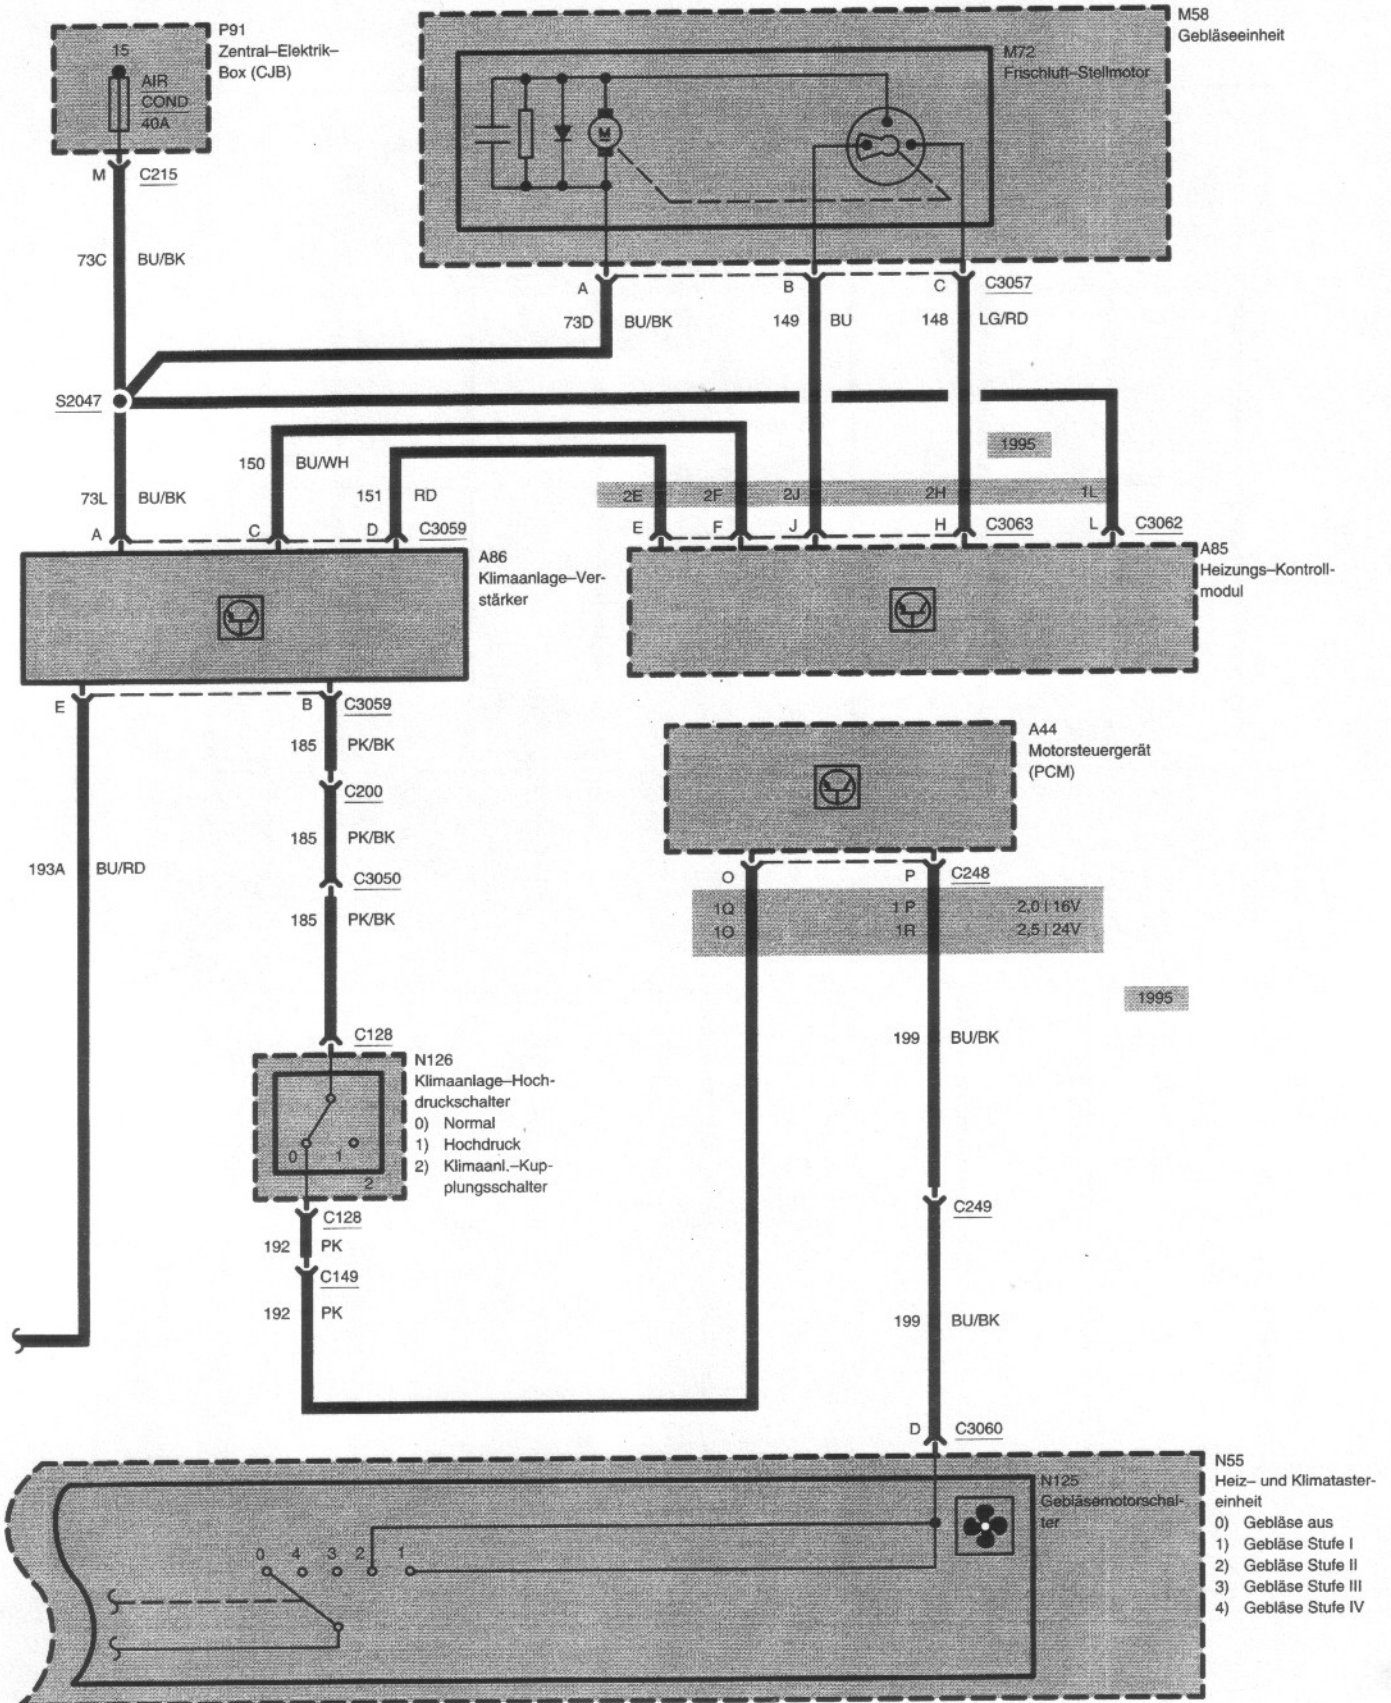 P91
Zentral–Elektrik–
Box (CJB)
15
AIR
COND
40A
M58
Gebläseeinheit
M72
Frischluft–Stellmotor
M
M C215
73C BU/BK
A B C C3057
73D BU/BK 149 BU 148 LG/RD
S2047
150 BU/WH
1995
73L BU/BK 151 RD
2E 2F 2J 2H 1L
A C D C3059
E F J H C3063 L C3062
A86
Klimaanlage–Ver-
stärker
A85
Heizungs–Kontroll-
modul
E B C3059
185 PK/BK
C200
185 PK/BK
193A BU/RD
C3050
185 PK/BK
A44
Motorsteuergerät
(PCM)
O P C248
1Q 1P 2,0 l 16V
1O 1R 2,5 l 24V
1995
199 BU/BK
C128
N126
Klimaanlage–Hoch-
druckschalter
0) Normal
1) Hochdruck
2) Klimaanl.–Kup-
plungsschalter
0 1
2
C128
192 PK
C149
192 PK
C249
199 BU/BK
D C3060
N55
Heiz– und Klimataster-
einheit
0) Gebläse aus
1) Gebläse Stufe I
2) Gebläse Stufe II
3) Gebläse Stufe III
4) Gebläse Stufe IV
N125
Gebläsemotorschal-
ter
0 4 3 2 1